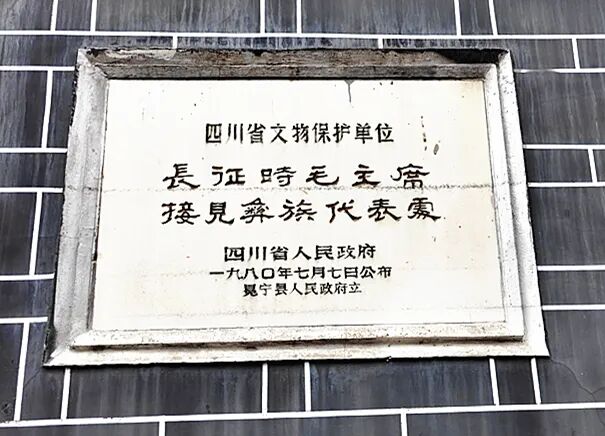 四川省文物保护单位
長征時毛主席
接見彝族代表處
四川省人民政府
一九八〇年七月七日公布
冕宁县人民政府立